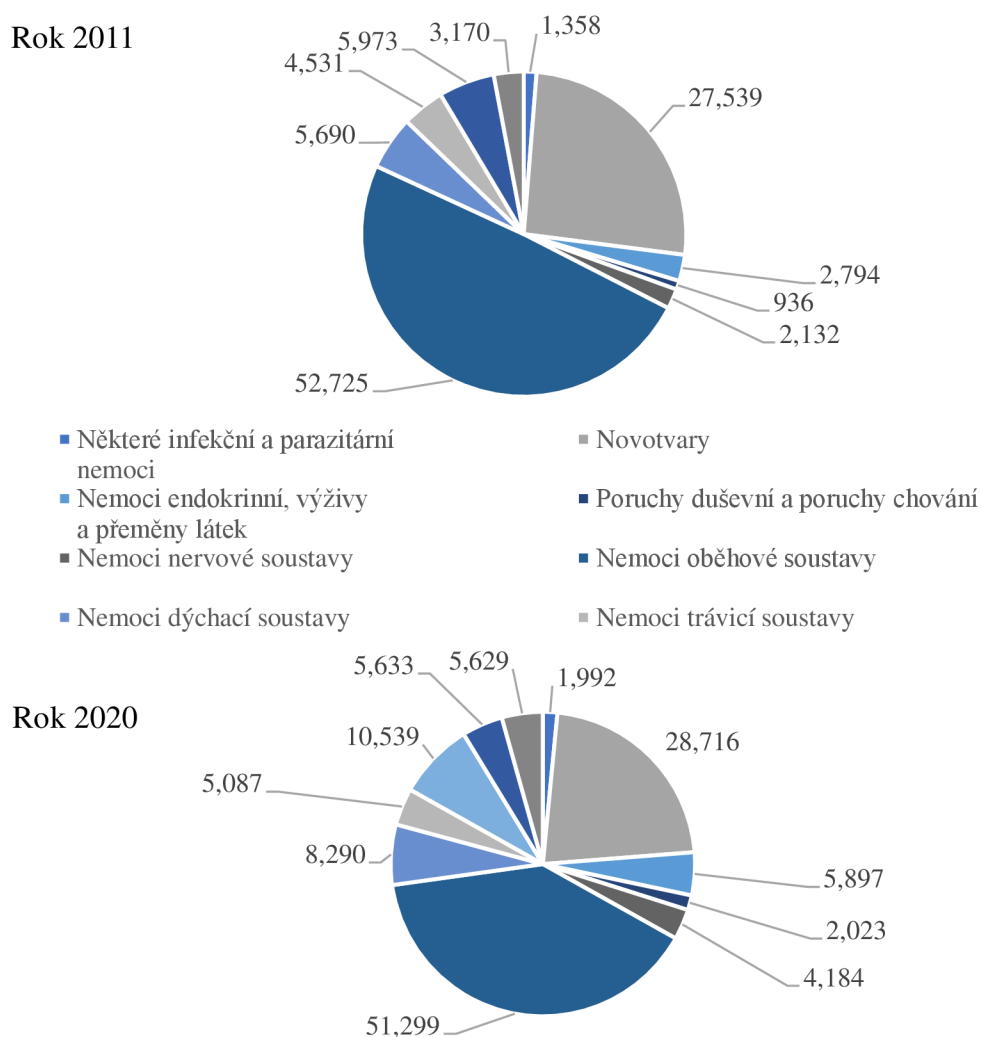 Rok 2011
3,170
1,358
5,973
4,531
27,539
5,690
2,794
936
2,132
52,725
Některé infekční a parazitární
nemoci
Novotvary
Nemoci endokrinní, výživy
a přeměny látek
Poruchy duševní a poruchy chování
Nemoci nervové soustavy
Nemoci oběhové soustavy
Nemoci dýchací soustavy
Nemoci trávicí soustavy
Rok 2020
5,633
5,629
1,992
10,539
28,716
5,087
8,290
5,897
2,023
4,184
51,299